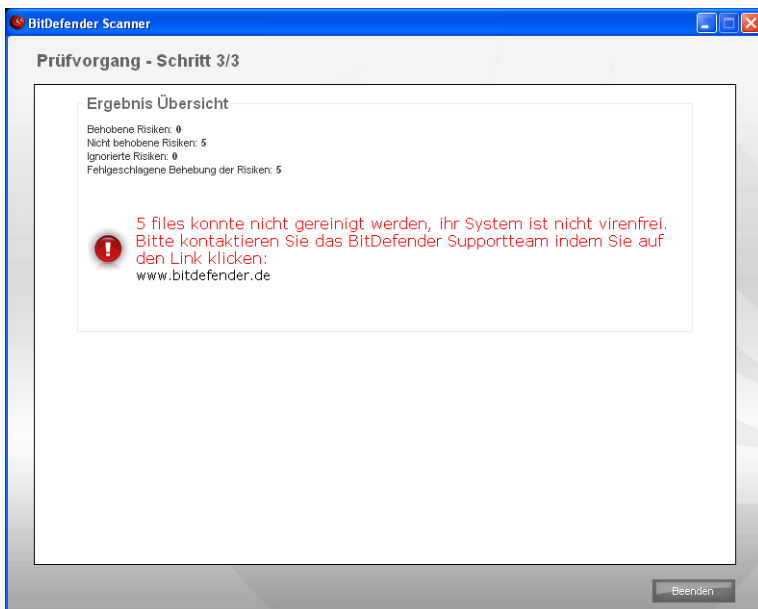 BitDefender Scanner
Prüfvorgang - Schritt 3/3
Ergebnis Übersicht
Behobene Risiken: 0
Nicht behobene Risiken: 5
Ignorierte Risiken: 0
Fehlgeschlagene Behebung der Risiken: 5
5 files konnte nicht gereinigt werden, ihr System ist nicht virenfrei.
Bitte kontaktieren Sie das BitDefender Supportteam indem Sie auf
den Link klicken:
www.bitdefender.de
Beenden